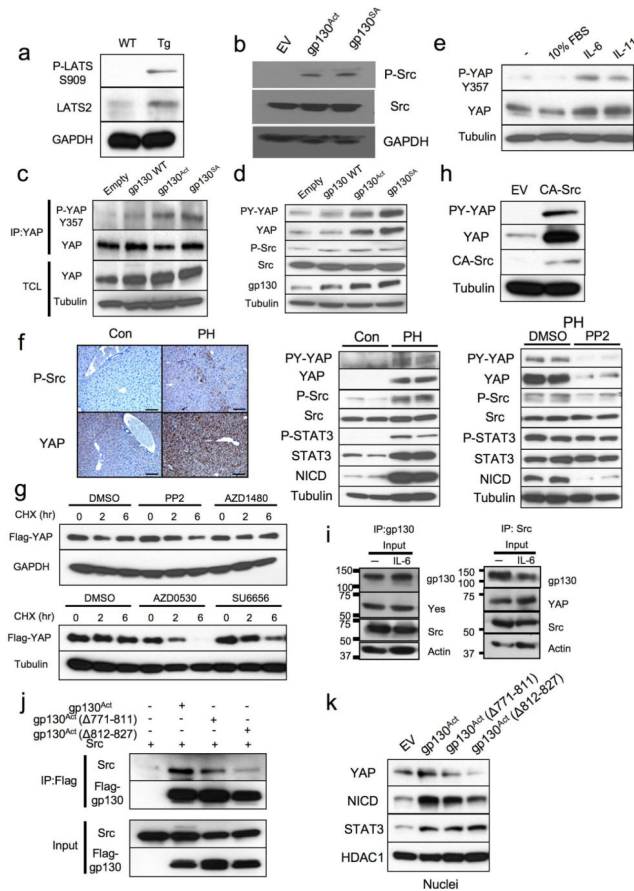 a
WT Tg
P-LATS
S909
LATS2
GAPDH
b
EV gp130Act gp130SA
P-Src
Src
GAPDH
e
- 10% FBS IL-6 IL-11
P-YAP
Y357
YAP
Tubulin
c
Empty gp130 WT gp130Act gp130SA
IP:YAP
P-YAP
Y357
YAP
TCL
YAP
Tubulin
d
Empty gp130 WT gp130Act gp130SA
PY-YAP
YAP
P-Src
Src
gp130
Tubulin
h
EV CA-Src
PY-YAP
YAP
CA-Src
Tubulin
f
Con PH
P-Src
YAP
Con PH
PY-YAP
YAP
P-Src
Src
P-STAT3
STAT3
NICD
Tubulin
PH
DMSO PP2
PY-YAP
YAP
P-Src
Src
P-STAT3
STAT3
NICD
Tubulin
g
DMSO PP2 AZD1480
CHX (hr) 0 2 6 0 2 6 0 2 6
Flag-YAP
GAPDH
DMSO AZD0530 SU6656
CHX (hr) 0 2 6 0 2 6 0 2 6
Flag-YAP
Tubulin
i
IP:gp130
Input
– IL-6
150
100
75
50
75
50
37
gp130
Yes
Src
Actin
IP: Src
Input
– IL-6
150
100
75
75
50
50
37
gp130
YAP
Src
Actin
j
gp130Act - + - -
gp130Act (Δ771-811) - - + -
gp130Act (Δ812-827) - - - +
Src + + + +
IP:Flag
Src
Flag-
gp130
Input
Src
Flag-
gp130
k
EV gp130Act gp130Act (Δ771-811) gp130Act (Δ812-827)
YAP
NICD
STAT3
HDAC1
Nuclei